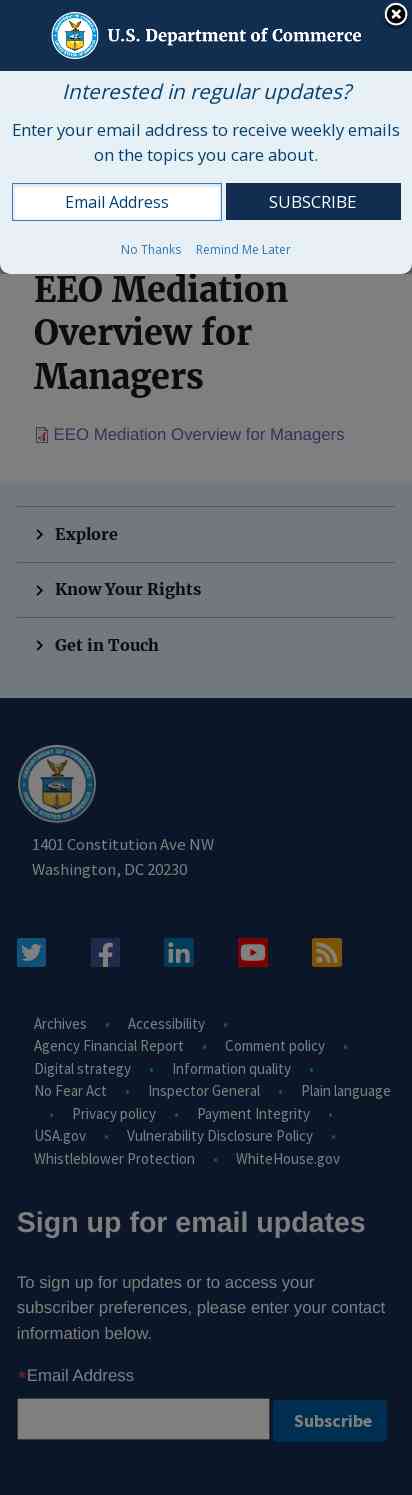 U.S. Department of Commerce
Interested in regular updates?
Enter your email address to receive weekly emails
on the topics you care about.
Email Address
SUBSCRIBE
No Thanks Remind Me Later
EEO Mediation
Overview for
Managers
EEO Mediation Overview for Managers
Explore
Know Your Rights
Get in Touch
1401 Constitution Ave NW
Washington, DC 20230
Archives • Accessibility •
Agency Financial Report • Comment policy •
Digital strategy • Information quality •
No Fear Act • Inspector General • Plain language
• Privacy policy • Payment Integrity •
USA.gov • Vulnerability Disclosure Policy •
Whistleblower Protection • WhiteHouse.gov
Sign up for email updates
To sign up for updates or to access your
subscriber preferences, please enter your contact
information below.
*Email Address
Subscribe